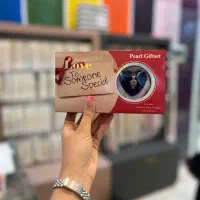 Love
To
Someone
Special
Pearl Giftset